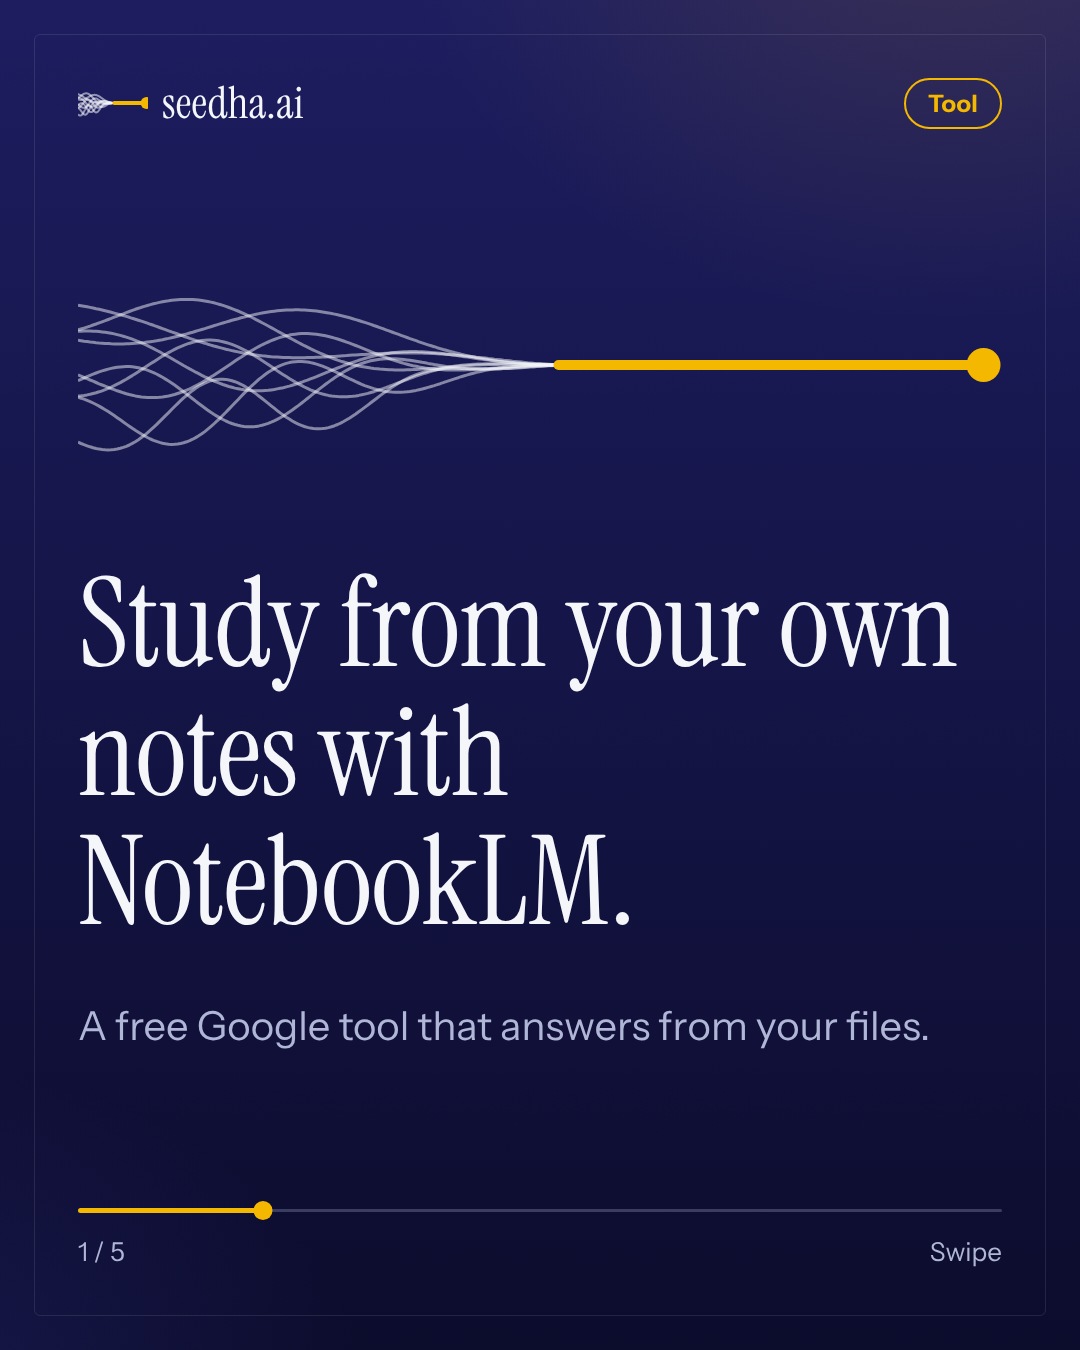 seedha.ai
Tool
Study from your own
notes with
NotebookLM.
A free Google tool that answers from your files.
1 / 5
Swipe